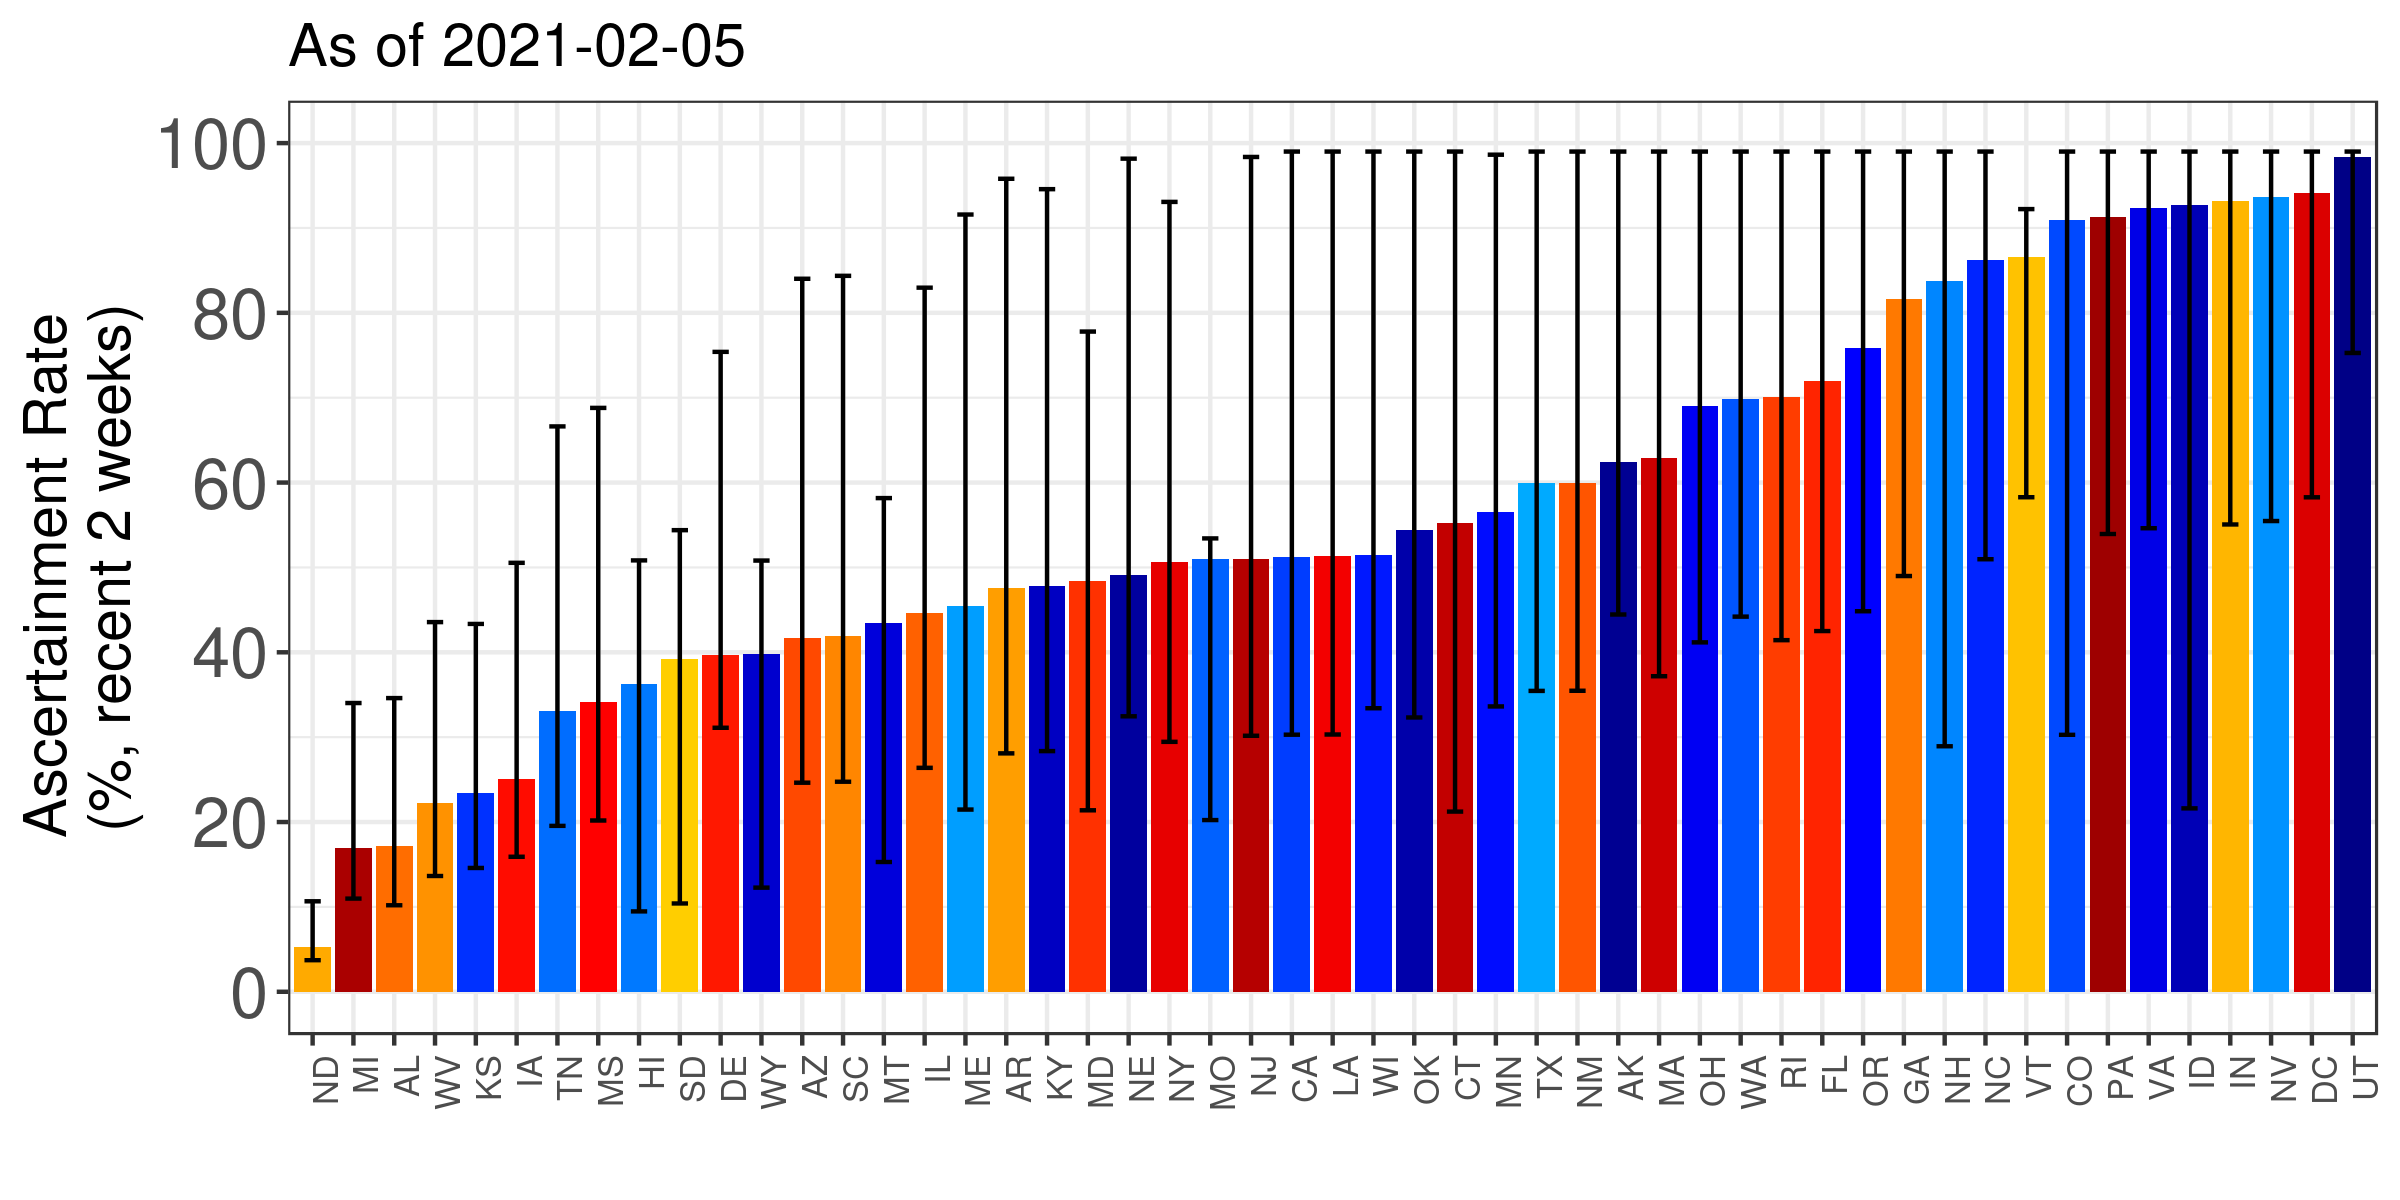 As of 2021-02-05
Ascertainment Rate
(%, recent 2 weeks)
100
80
60
40
20
0
ND MI AL WV KS IA TN MS HI SD DE WY AZ SC MT IL ME AR KY MD NE NY MO NJ CA LA WI OK CT MN TX NM AK MA OH WA RI FL OR GA NH NC VT CO PA VA ID IN NV DC UT